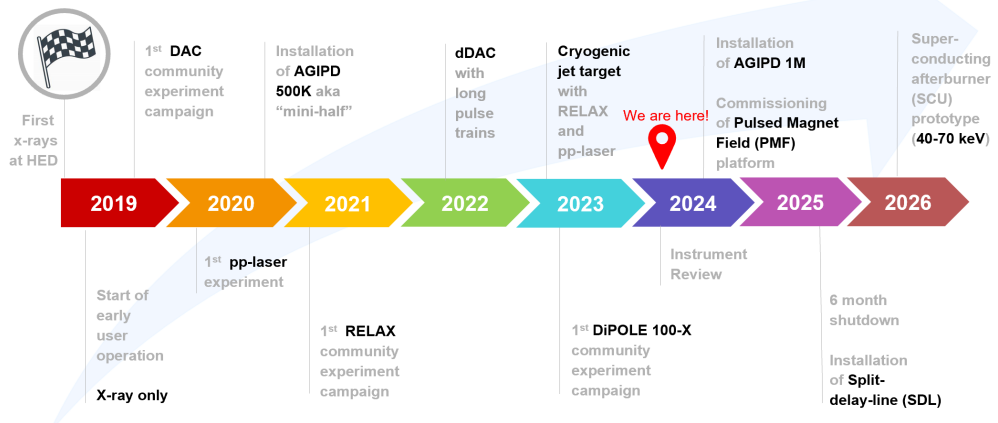 First
x-rays
at HED
1st DAC
community
experiment
campaign
Installation
of AGIPD
500K aka
“mini-half”
dDAC
with
long
pulse
trains
Cryogenic
jet target
with
RELAX
and
pp-laser
We are here!
Installation
of AGIPD 1M
Commissioning
of Pulsed Magnet
Field (PMF)
platform
Super-
conducting
afterburner
(SCU)
prototype
(40-70 keV)
2019
2020
2021
2022
2023
2024
2025
2026
Start of
early
user
operation
X-ray only
1st pp-laser
experiment
1st RELAX
community
experiment
campaign
1st DiPOLE 100-X
community
experiment
campaign
Instrument
Review
6 month
shutdown
Installation
of Split-
delay-line (SDL)